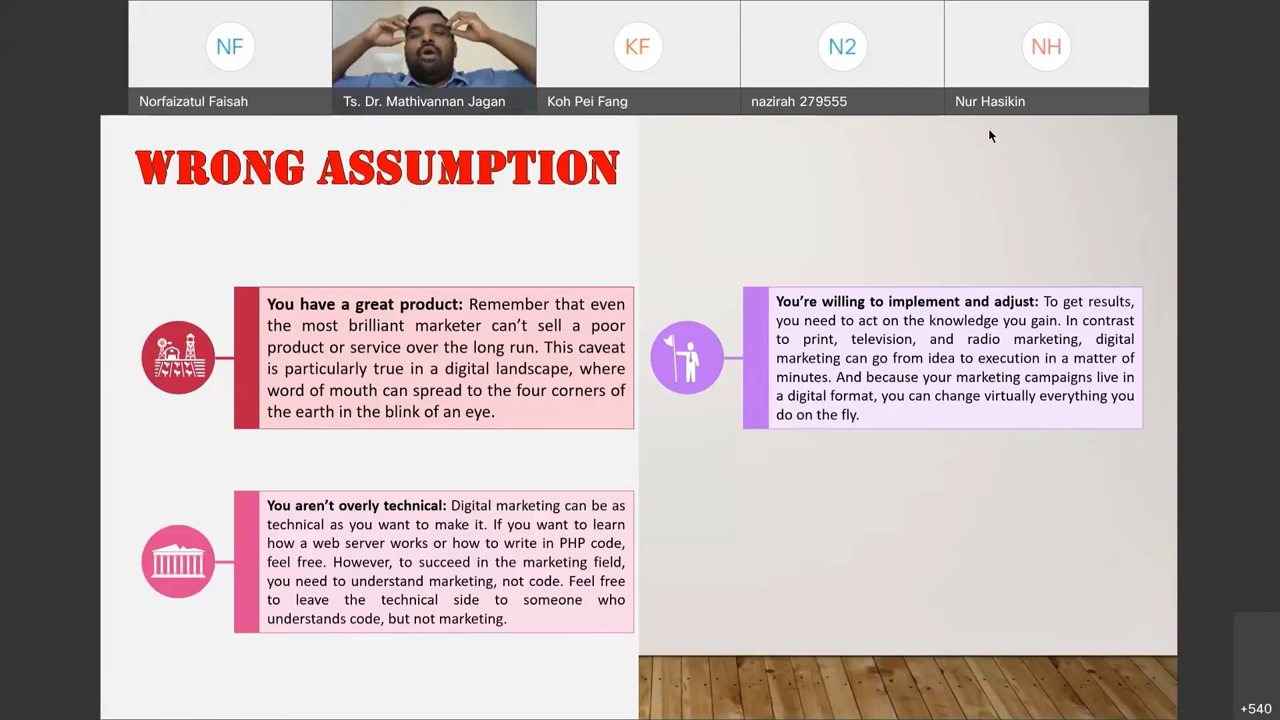 NF
KF
N2
NH
Norfaizatul Faisah
Ts. Dr. Mathivannan Jagan
Koh Pei Fang
nazirah 279555
Nur Hasikin
WRONG ASSUMPTION
You have a great product: Remember that even
the most brilliant marketer can't sell a poor
product or service over the long run. This caveat
is particularly true in a digital landscape, where
word of mouth can spread to the four corners of
the earth in the blink of an eye.
You're willing to implement and adjust: To get results,
you need to act on the knowledge you gain. In contrast
to print, television, and radio marketing, digital
marketing can go from idea to execution in a matter of
minutes. And because your marketing campaigns live in
a digital format, you can change virtually everything you
do on the fly.
You aren't overly technical: Digital marketing can be as
technical as you want to make it. If you want to learn
how a web server works or how to write in PHP code,
feel free. However, to succeed in the marketing field,
you need to understand marketing, not code. Feel free
to leave the technical side to someone who
understands code, but not marketing.
+540